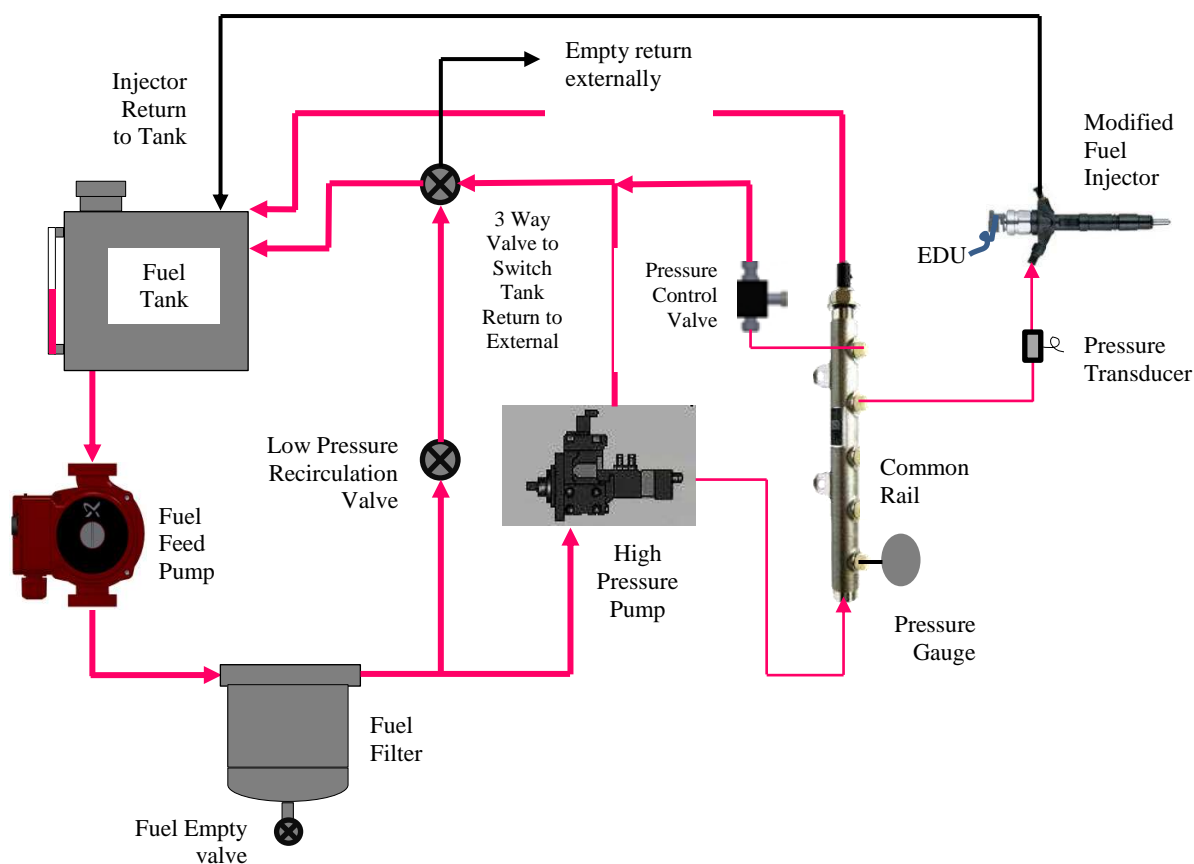 Empty return
externally
Injector
Return
to Tank
Modified
Fuel
Injector
EDU
3 Way
Valve to
Switch
Tank
Return to
External
Pressure
Control
Valve
Fuel
Tank
Pressure
Transducer
Low Pressure
Recirculation
Valve
Common
Rail
Fuel
Feed
Pump
High
Pressure
Pump
Pressure
Gauge
Fuel
Filter
Fuel Empty
valve